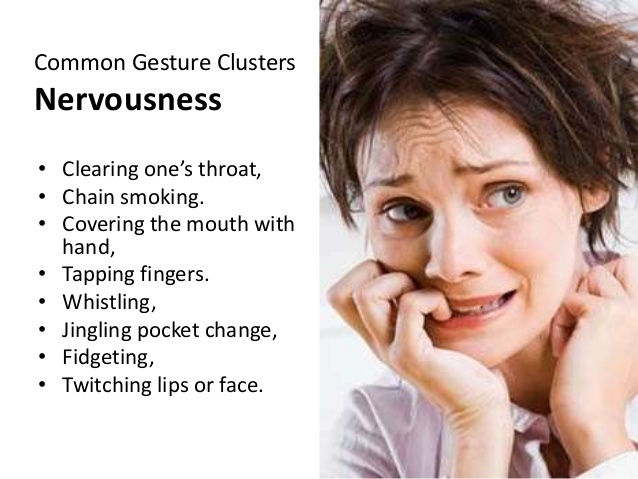 Common Gesture Clusters
Nervousness
• Clearing one’s throat,
• Chain smoking.
• Covering the mouth with
hand,
• Tapping fingers.
• Whistling,
• Jingling pocket change,
• Fidgeting,
• Twitching lips or face.